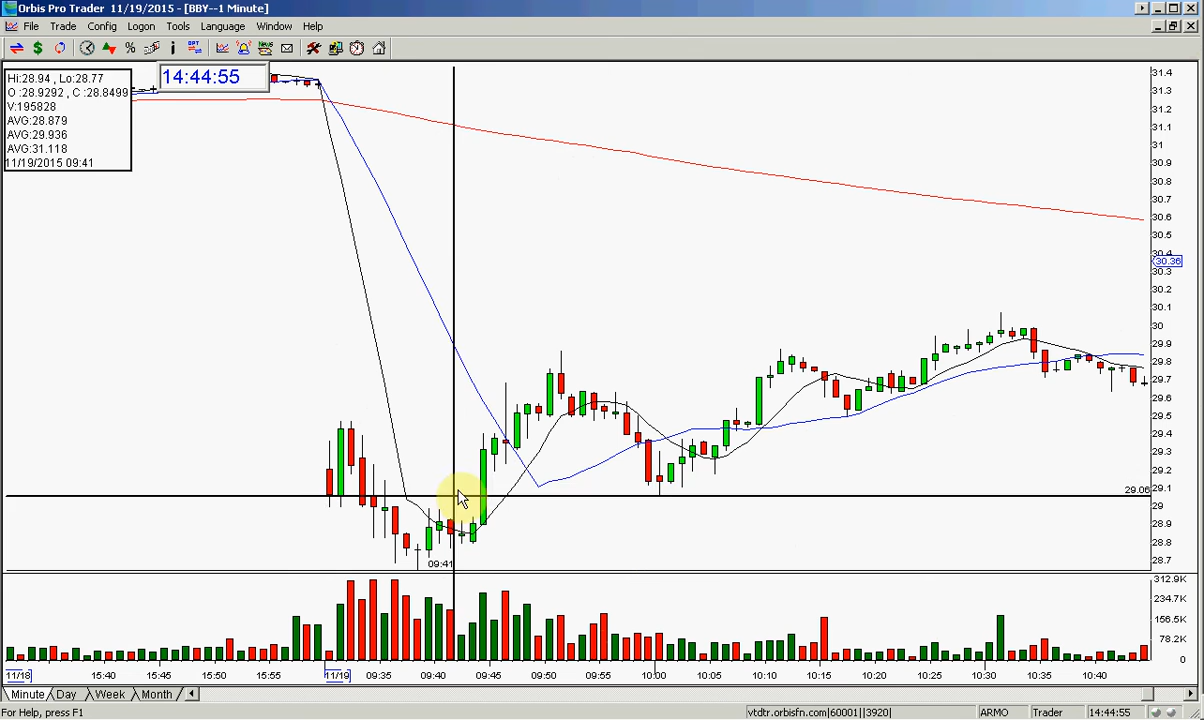 Orbis Pro Trader 11/19/2015 - [BBY--1 Minute]
File Trade Config Logon Tools Language Window Help
OPT
14:44:55
Hi:28.94 , Lo:28.77
O :28.9292 , C :28.8499
V:195828
AVG:28.879
AVG:29.936
AVG:31.118
11/19/2015 09:41
31.4
31.3
31.2
31.1
31
30.9
30.8
30.7
30.6
30.5
30.4
30.36
30.3
30.2
30.1
30
29.9
29.8
29.7
29.6
29.5
29.4
29.3
29.2
29.1
29.06
29
28.9
28.8
28.7
09:41
312.9K
234.7K
156.5K
78.2K
0
11/18 15:40 15:45 15:50 15:55 11/19 09:35 09:40 09:45 09:50 09:55 10:00 10:05 10:10 10:15 10:20 10:25 10:30 10:35 10:40
Minute Day Week Month
For Help, press F1 vtdtr.orbisfn.com|60001||3920| ARMO Trader 14:44:55